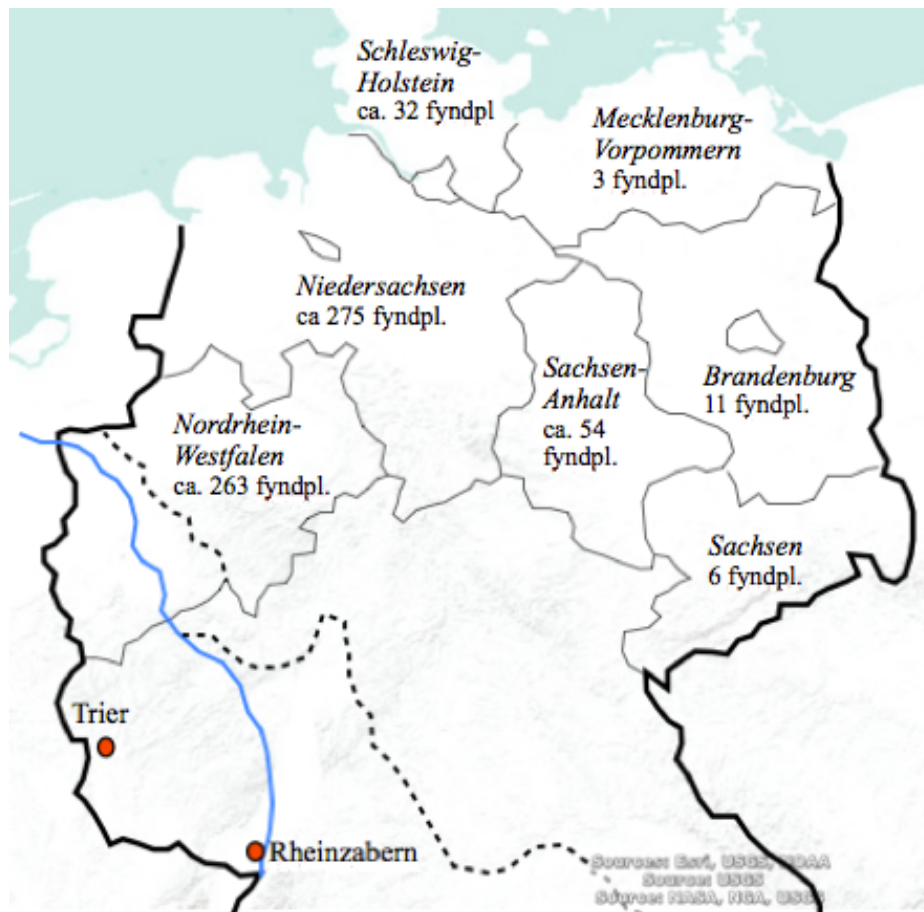 Schleswig-
Holstein
ca. 32 fyndpl
Mecklenburg-
Vorpommern
3 fyndpl.
Niedersachsen
ca 275 fyndpl.
Sachsen-
Anhalt
ca. 54
fyndpl.
Brandenburg
11 fyndpl.
Nordrhein-
Westfalen
ca. 263 fyndpl.
Sachsen
6 fyndpl.
Trier
Rheinzabern
Sources: Esri, USGS, NOAA
Sources: USGS
Source: NASA, NGA, USGS